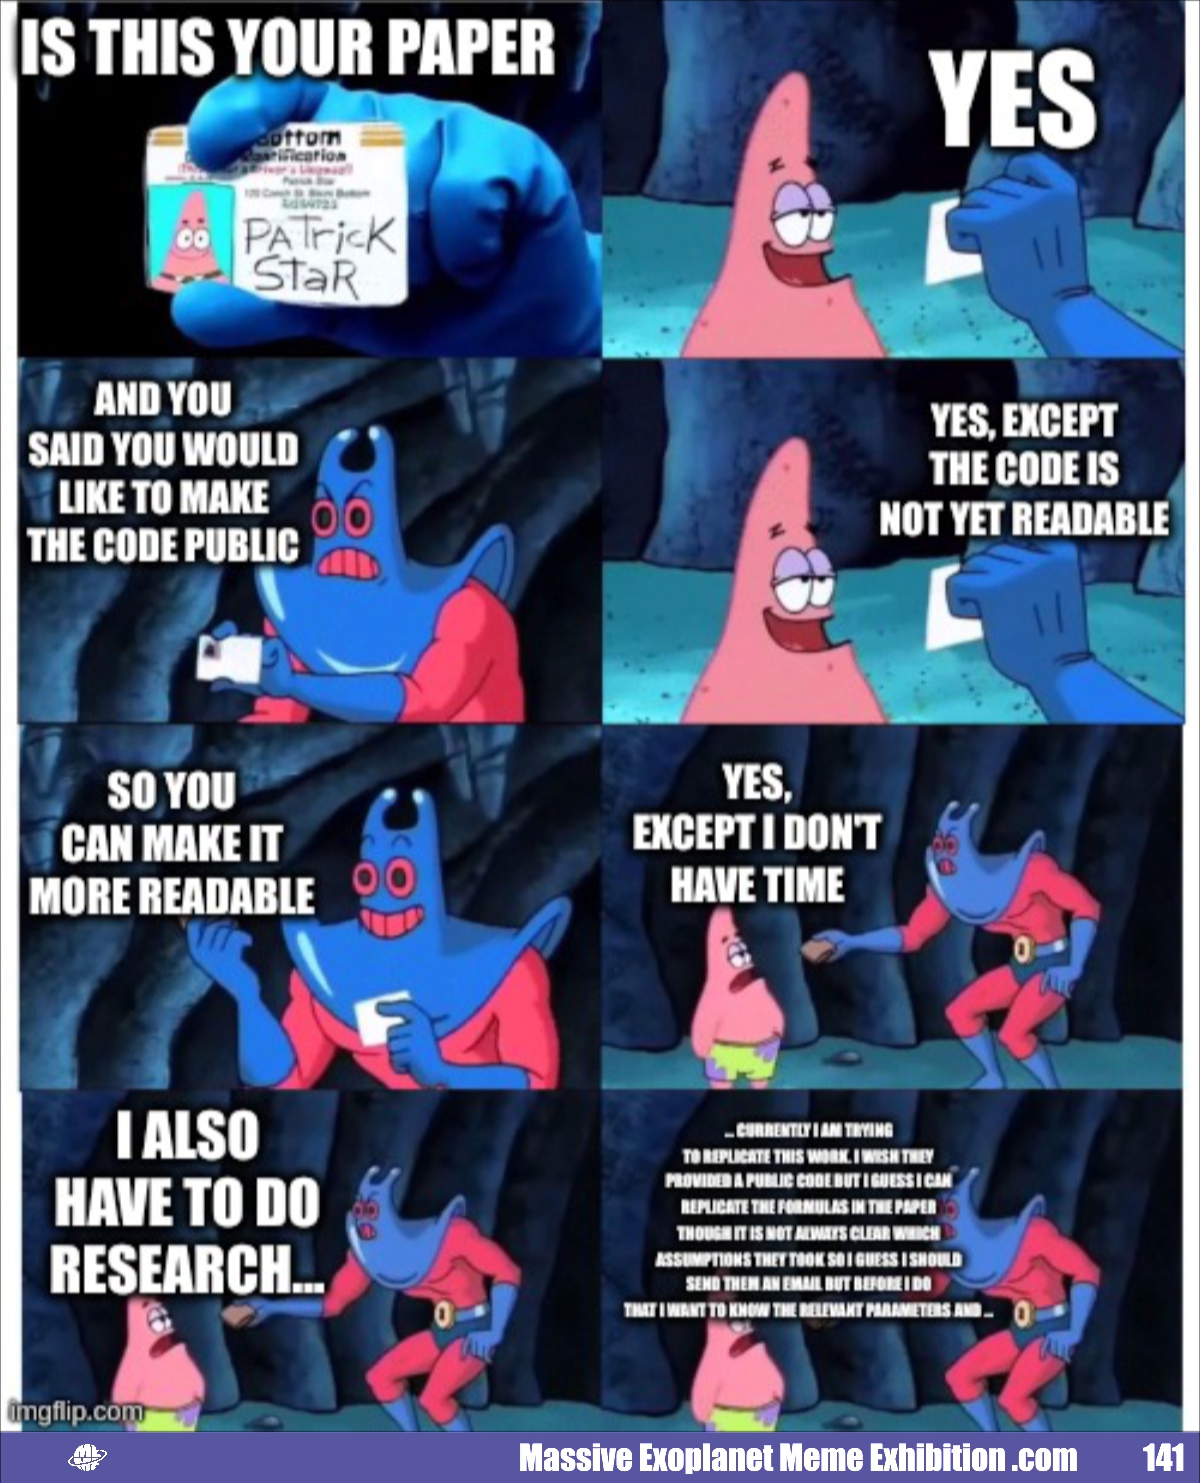 IS THIS YOUR PAPER
PATRICK
STAR
YES
AND YOU
SAID YOU WOULD
LIKE TO MAKE
THE CODE PUBLIC
YES, EXCEPT
THE CODE IS
NOT YET READABLE
SO YOU
CAN MAKE IT
MORE READABLE
YES,
EXCEPT I DON'T
HAVE TIME
I ALSO
HAVE TO DO
RESEARCH...
... CURRENTLY I AM TRYING
TO REPLICATE THIS WORK. I WISH THEY
PROVIDED A PUBLIC CODE BUT I GUESS I CAN
REPLICATE THE FORMULAS IN THE PAPER
THOUGH IT IS NOT ALWAYS CLEAR WHICH
ASSUMPTIONS THEY TOOK SO I GUESS I SHOULD
SEND THEM AN EMAIL BUT BEFORE I DO
THAT I WANT TO KNOW THE RELEVANT PARAMETERS AND ...
imgflip.com
Massive Exoplanet Meme Exhibition .com 141